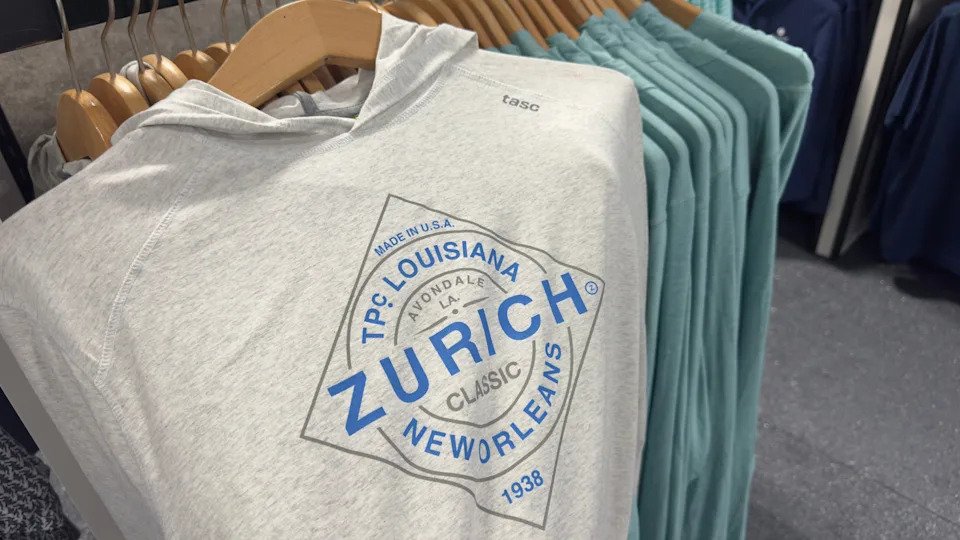 tasc
MADE IN U.S.A.
TPC LOUISIANA
AVONDALE
LA.
ZURICH
CLASSIC
NEW ORLEANS
1938